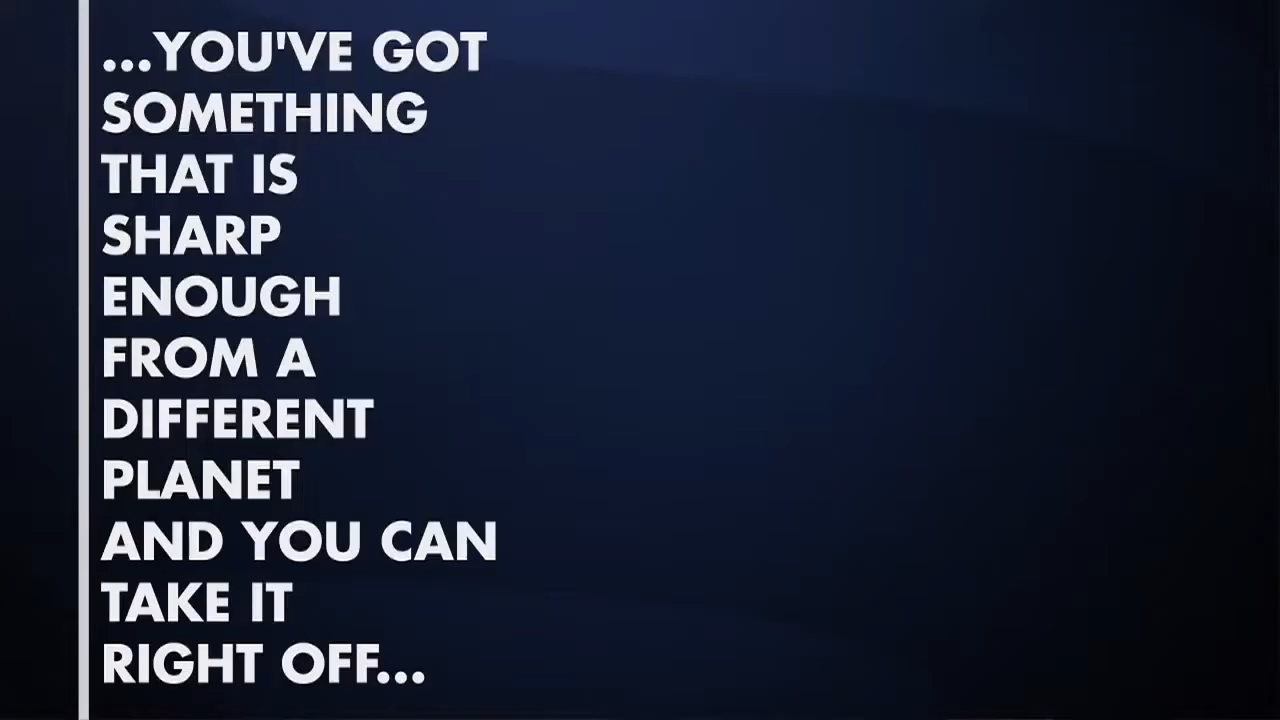 ...YOU'VE GOT
SOMETHING
THAT IS
SHARP
ENOUGH
FROM A
DIFFERENT
PLANET
AND YOU CAN
TAKE IT
RIGHT OFF...